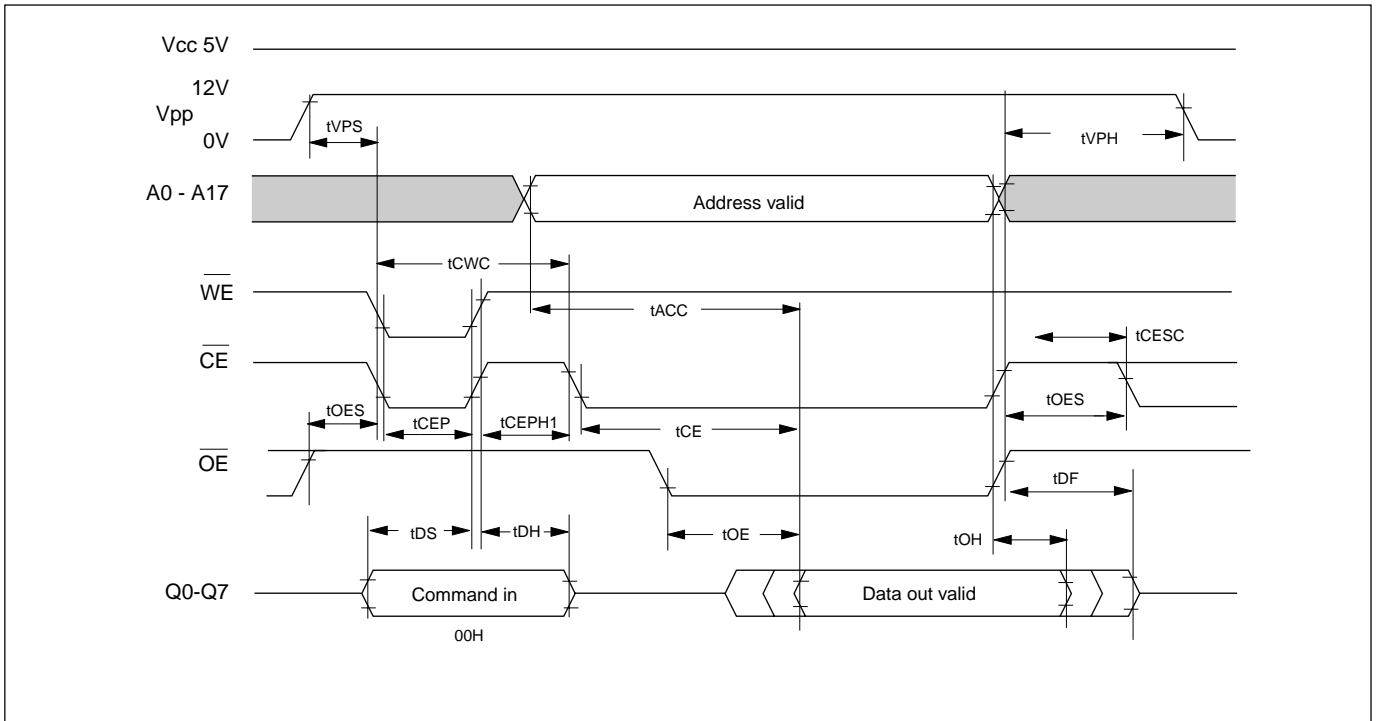 Vcc 5V
12V
Vpp
0V
tVPS
tVPH
A0 - A17
Address valid
tCWC
WE
tACC
tCESC
CE
tOES
tCEP
tCEPH1
tCE
tOES
OE
tDF
tDS
tDH
tOE
tOH
Q0-Q7
Command in
Data out valid
00H